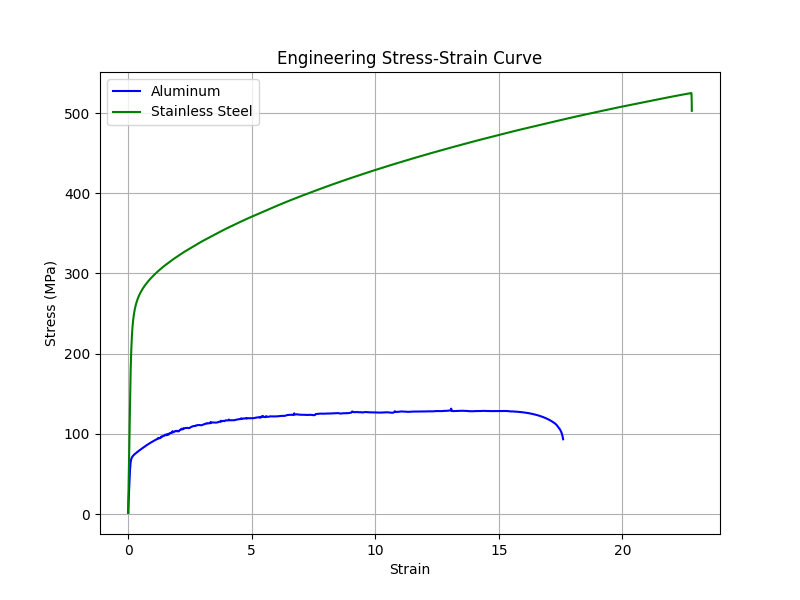 Engineering Stress-Strain Curve
Aluminum
Stainless Steel
500
400
300
200
100
0
Stress (MPa)
0 5 10 15 20
Strain